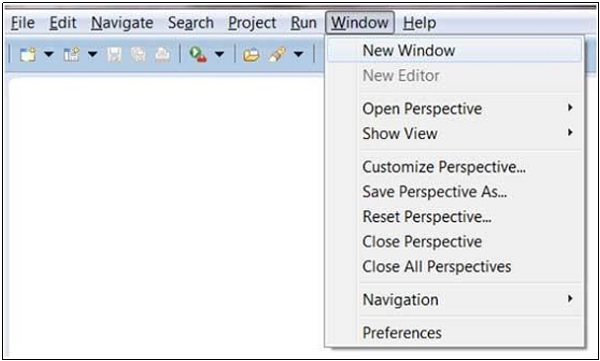 File Edit Navigate Search Project Run Window Help
New Window
New Editor
Open Perspective
Show View
Customize Perspective...
Save Perspective As...
Reset Perspective...
Close Perspective
Close All Perspectives
Navigation
Preferences